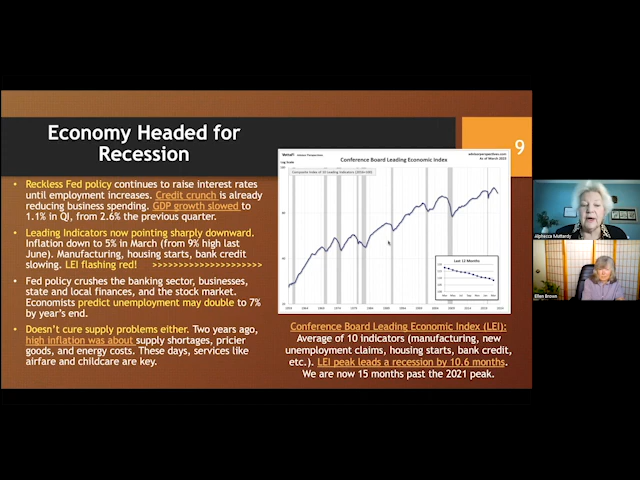 Economy Headed for
Recession
9
• Reckless Fed policy continues to raise interest rates
until employment increases. Credit crunch is already
reducing business spending. GDP growth slowed to
1.1% in QI, from 2.6% the previous quarter.
• Leading Indicators now pointing sharply downward.
Inflation down to 5% in March (from 9% high last
June). Manufacturing, housing starts, bank credit
slowing. LEI flashing red! >>>>>>>>>>>>>>>>>>>>
• Fed policy crushes the banking sector, businesses,
state and local finances, and the stock market.
Economists predict unemployment may double to 7%
by year's end.
• Doesn't cure supply problems either. Two years ago,
high inflation was about supply shortages, pricier
goods, and energy costs. These days, services like
airfare and childcare are key.
Conference Board Leading Economic Index
As of March 2023
Log Scale
Last 12 Months
Conference Board Leading Economic Index (LEI):
Average of 10 indicators (manufacturing, new
unemployment claims, housing starts, bank credit,
etc.). LEI peak leads a recession by 10.6 months.
We are now 15 months past the 2021 peak.
Alphecca Muttardy
Ellen Brown